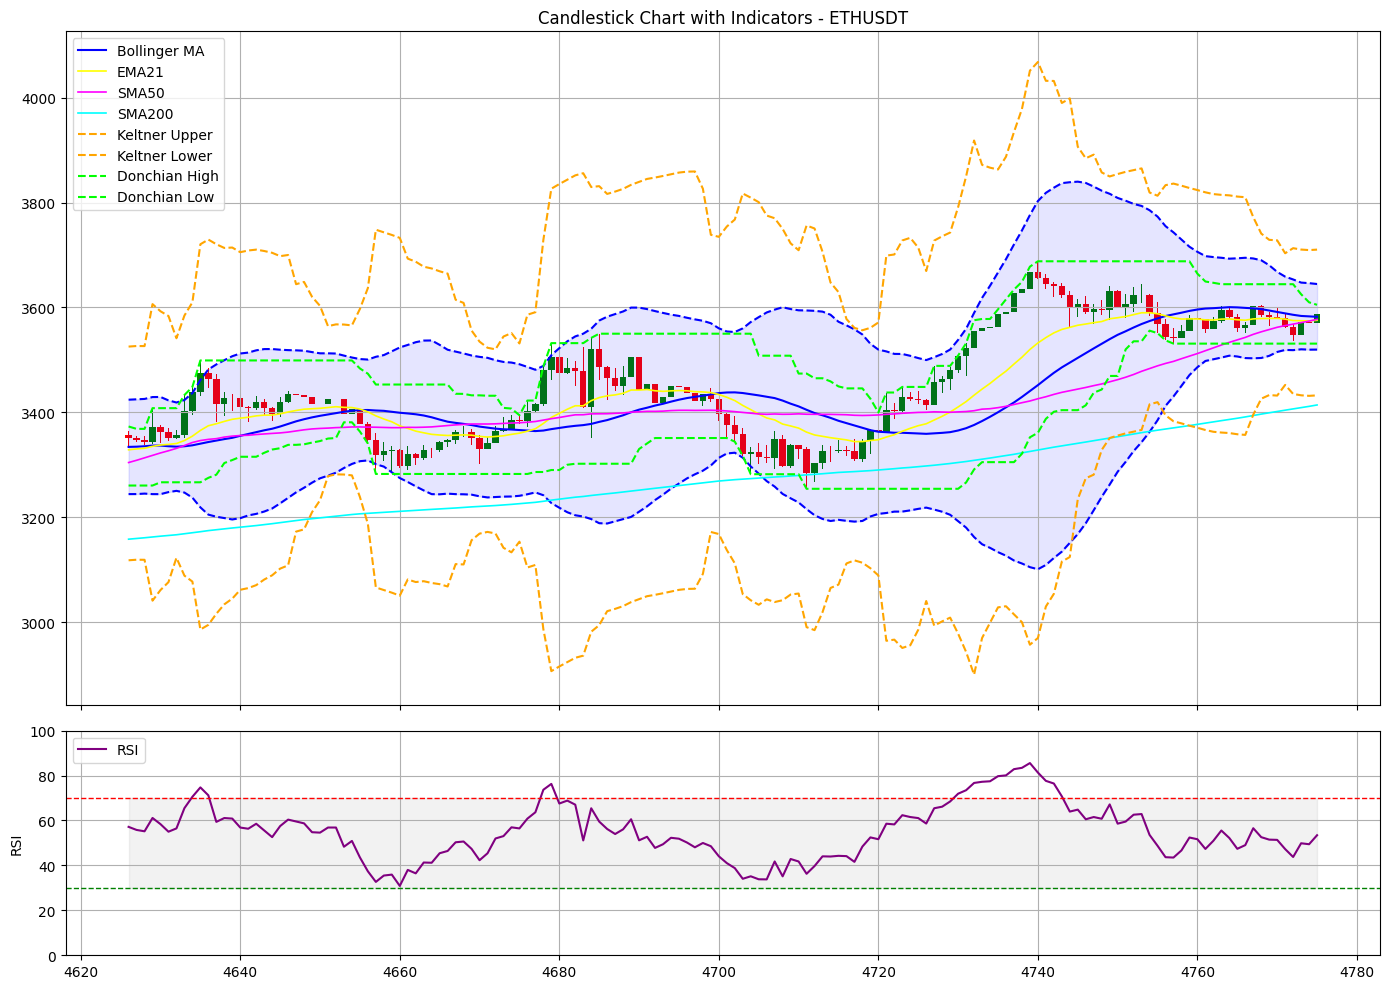 Candlestick Chart with Indicators - ETHUSDT
Bollinger MA
EMA21
SMA50
SMA200
Keltner Upper
Keltner Lower
Donchian High
Donchian Low
4000
3800
3600
3400
3200
3000
RSI
100
80
60
40
20
0
RSI
4620 4640 4660 4680 4700 4720 4740 4760 4780